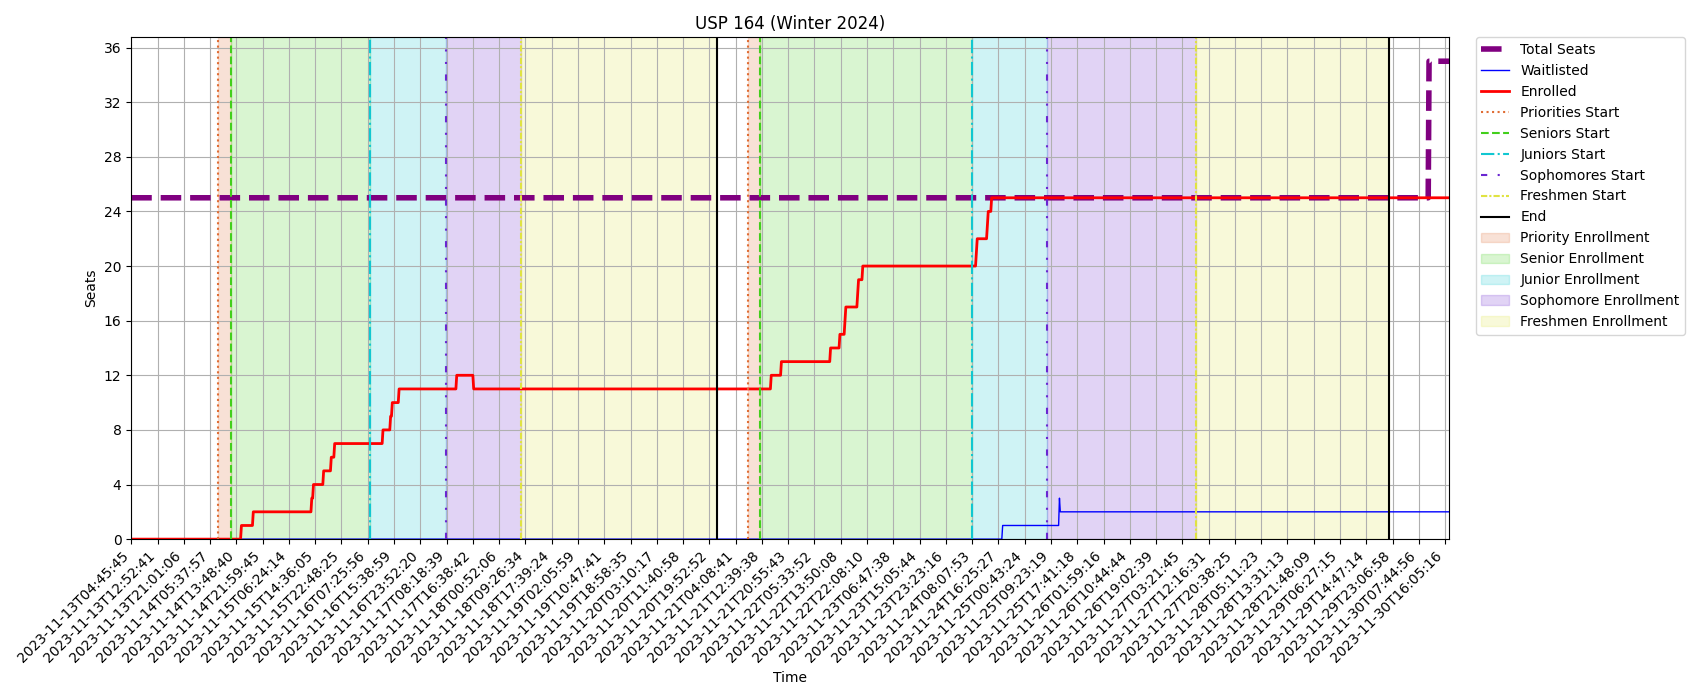 USP 164 (Winter 2024)
Seats
36
32
28
24
20
16
12
8
4
0
2023-11-13T04:45:45
2023-11-13T12:52:41
2023-11-13T21:01:06
2023-11-14T05:37:57
2023-11-14T13:48:40
2023-11-14T21:59:45
2023-11-15T06:24:14
2023-11-15T14:36:05
2023-11-15T22:48:25
2023-11-16T07:25:56
2023-11-16T15:38:59
2023-11-16T23:52:20
2023-11-17T08:18:39
2023-11-17T16:38:42
2023-11-18T00:52:06
2023-11-18T09:26:34
2023-11-18T17:39:24
2023-11-19T02:05:59
2023-11-19T10:47:41
2023-11-19T18:58:35
2023-11-20T03:10:17
2023-11-20T11:40:58
2023-11-20T19:52:52
2023-11-21T04:08:41
2023-11-21T12:39:38
2023-11-21T20:55:43
2023-11-22T05:33:52
2023-11-22T13:50:08
2023-11-22T22:08:10
2023-11-23T06:47:38
2023-11-23T15:05:44
2023-11-23T23:23:16
2023-11-24T08:07:53
2023-11-24T16:25:27
2023-11-25T00:43:24
2023-11-25T09:23:19
2023-11-25T17:41:18
2023-11-26T01:59:16
2023-11-26T10:44:44
2023-11-26T19:02:39
2023-11-27T03:21:45
2023-11-27T12:16:31
2023-11-27T20:38:25
2023-11-28T05:11:23
2023-11-28T13:31:13
2023-11-28T21:48:09
2023-11-29T06:27:15
2023-11-29T14:47:14
2023-11-29T23:06:58
2023-11-30T07:44:56
2023-11-30T16:05:16
Time
Total Seats
Waitlisted
Enrolled
Priorities Start
Seniors Start
Juniors Start
Sophomores Start
Freshmen Start
End
Priority Enrollment
Senior Enrollment
Junior Enrollment
Sophomore Enrollment
Freshmen Enrollment